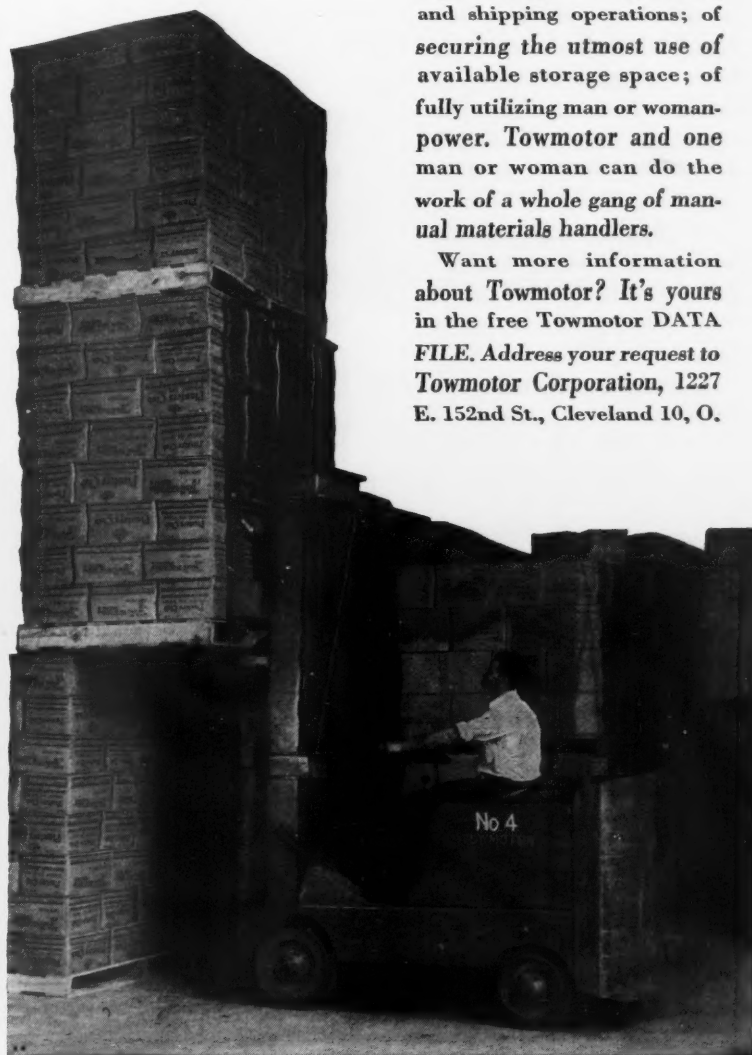 and shipping operations; of
securing the utmost use of
available storage space; of
fully utilizing man or woman-
power. Towmotor and one
man or woman can do the
work of a whole gang of man-
ual materials handlers.
Want more information
about Towmotor? It's yours
in the free Towmotor DATA
FILE. Address your request to
Towmotor Corporation, 1227
E. 152nd St., Cleveland 10, O.
No 4